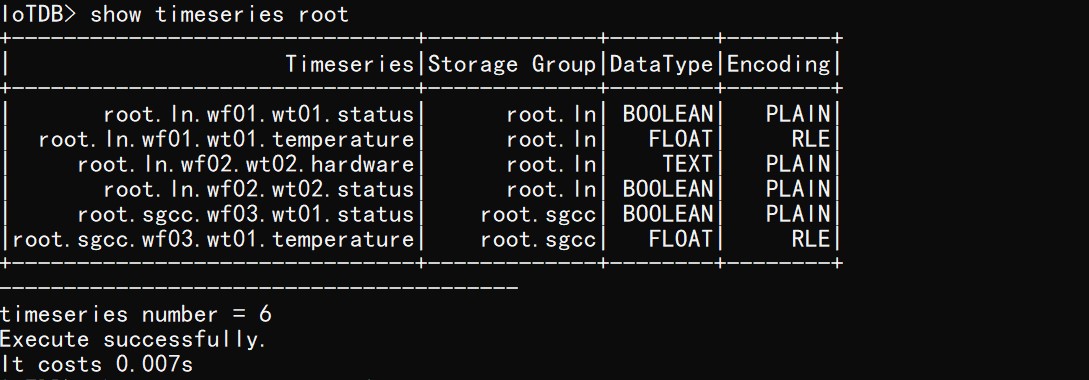 IoTDB> show timeseries root
+--------------------------------+-------------+--------+--------+
|                      Timeseries|Storage Group|DataType|Encoding|
+--------------------------------+-------------+--------+--------+
|        root.ln.wf01.wt01.status|      root.ln| BOOLEAN|   PLAIN|
|   root.ln.wf01.wt01.temperature|      root.ln|   FLOAT|     RLE|
|      root.ln.wf02.wt02.hardware|      root.ln|    TEXT|   PLAIN|
|        root.ln.wf02.wt02.status|      root.ln| BOOLEAN|   PLAIN|
|      root.sgcc.wf03.wt01.status|    root.sgcc| BOOLEAN|   PLAIN|
|root.sgcc.wf03.wt01.temperature|    root.sgcc|   FLOAT|     RLE|
+--------------------------------+-------------+--------+--------+
----------------------------------------
timeseries number = 6
Execute successfully.
It costs 0.007s